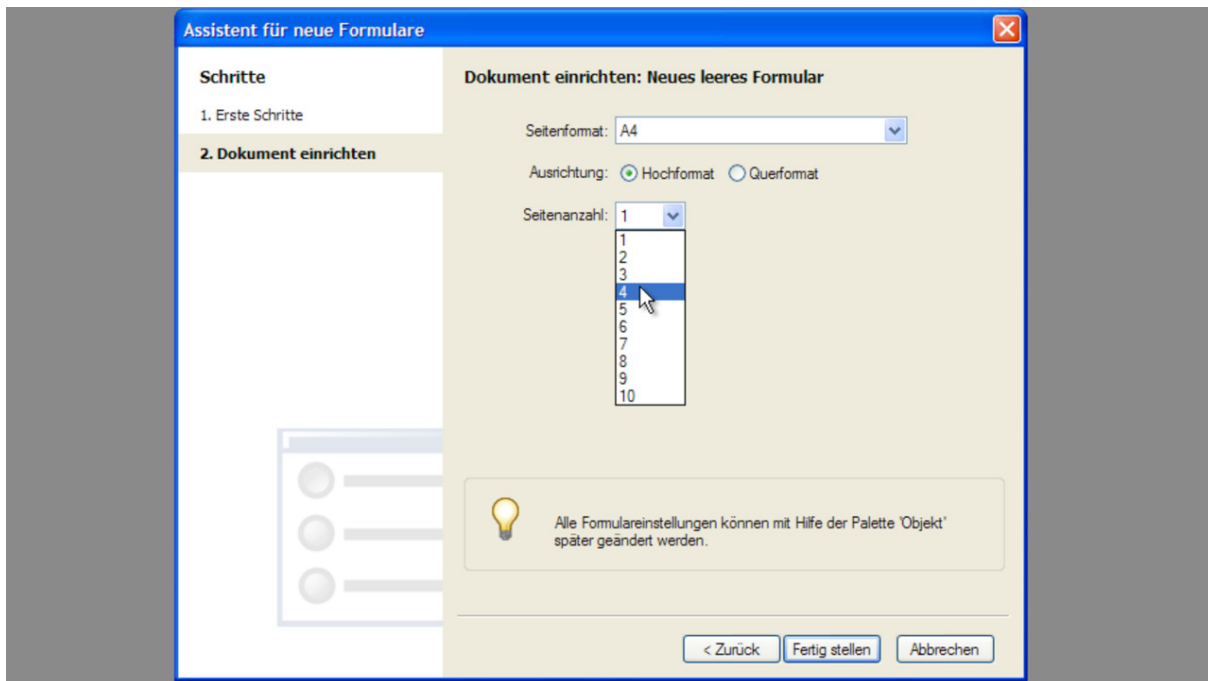 Assistent für neue Formulare
Schritte
1. Erste Schritte
2. Dokument einrichten
Dokument einrichten: Neues leeres Formular
Seitenformat: A4
Ausrichtung: Hochformat Querformat
Seitenanzahl: 1
1
2
3
4
5
6
7
8
9
10
Alle Formulareinstellungen können mit Hilfe der Palette 'Objekt'
später geändert werden.
< Zurück Fertig stellen Abbrechen